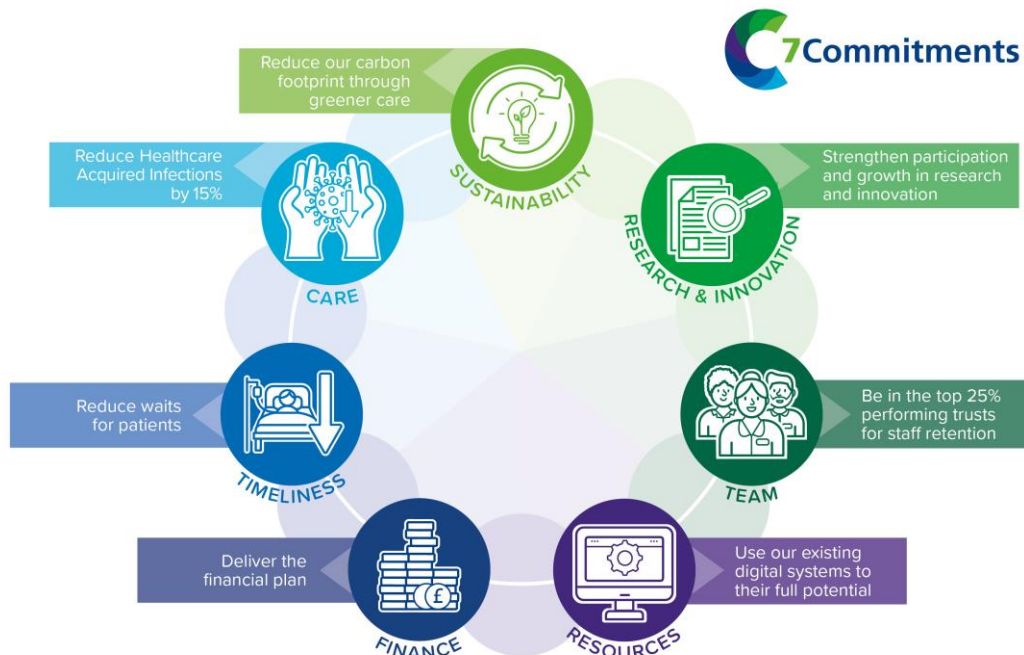 7Commitments
Reduce our carbon
footprint through
greener care
SUSTAINABILITY
Strengthen participation
and growth in research
and innovation
RESEARCH & INNOVATION
Be in the top 25%
performing trusts
for staff retention
TEAM
Use our existing
digital systems to
their full potential
RESOURCES
Deliver the
financial plan
£
FINANCE
Reduce waits
for patients
TIMELINESS
Reduce Healthcare
Acquired Infections
by 15%
CARE